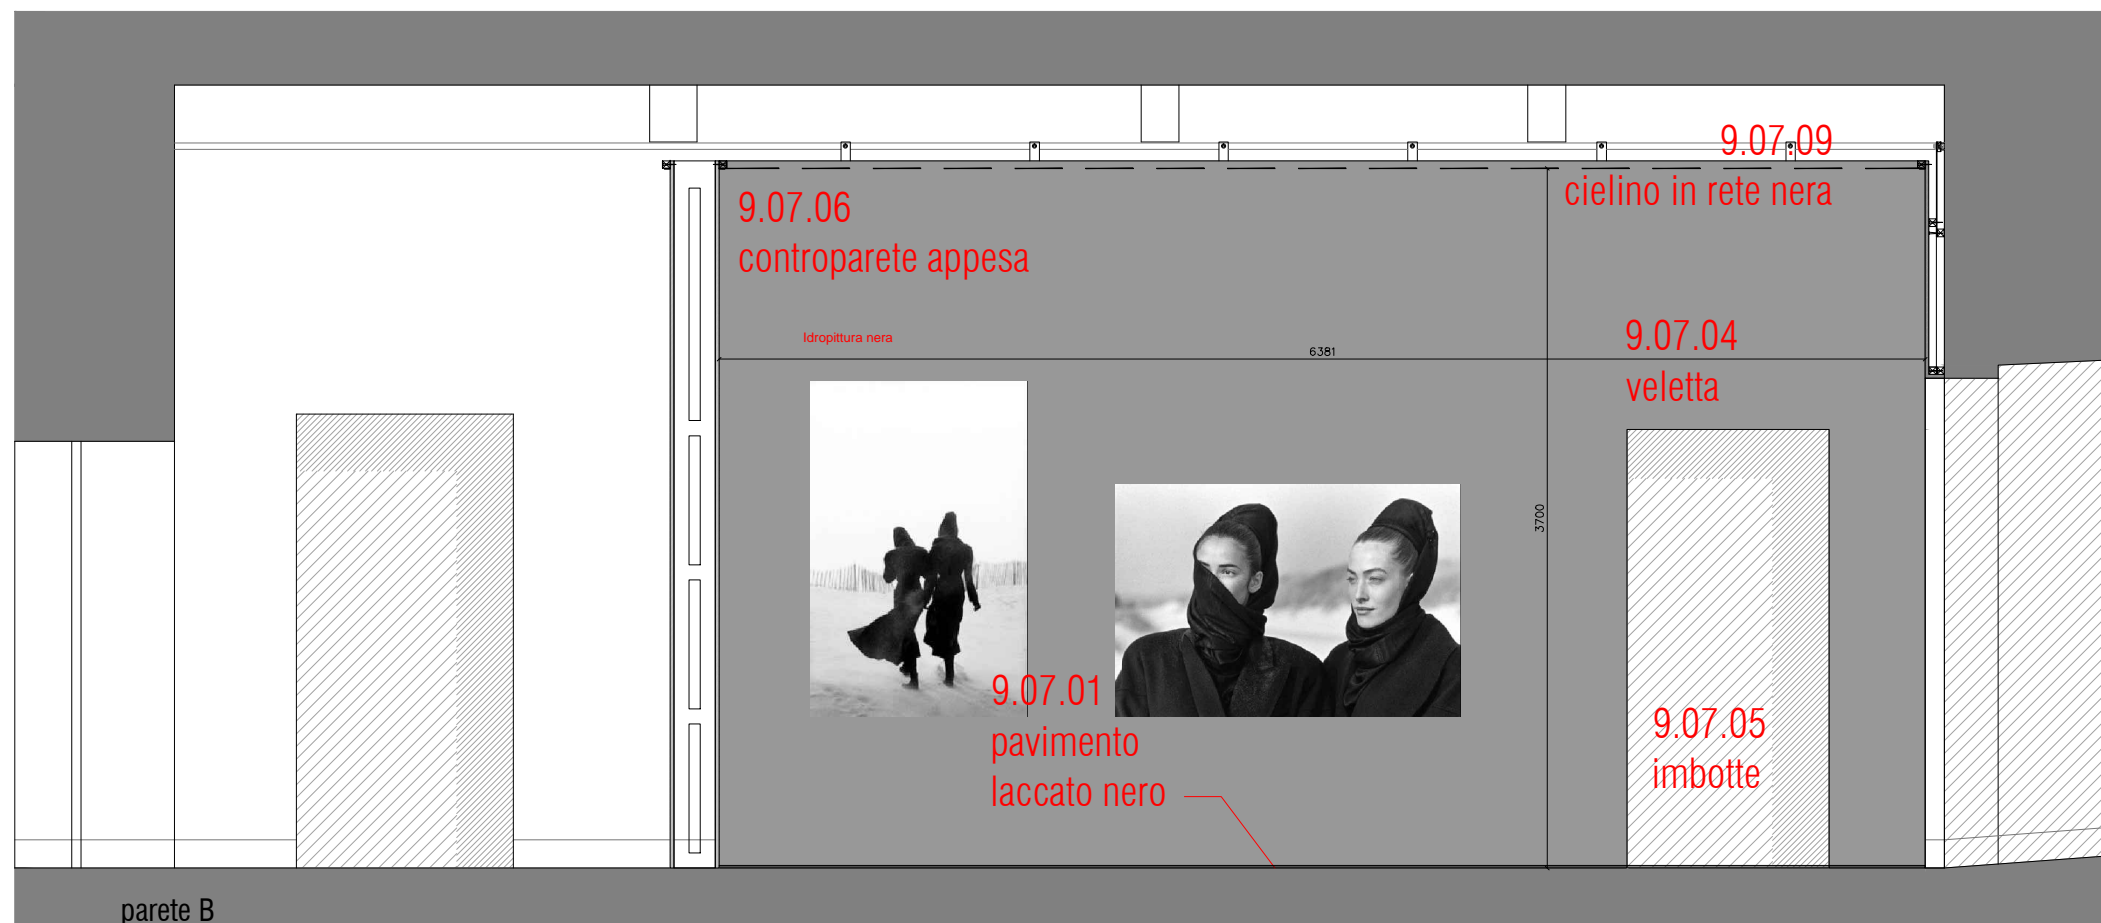 9.07.09
cielino in rete nera
9.07.06
controparete appesa
Idropittura nera
6381
9.07.04
veletta
3700
9.07.01
pavimento
laccato nero
9.07.05
imbotte
parete B